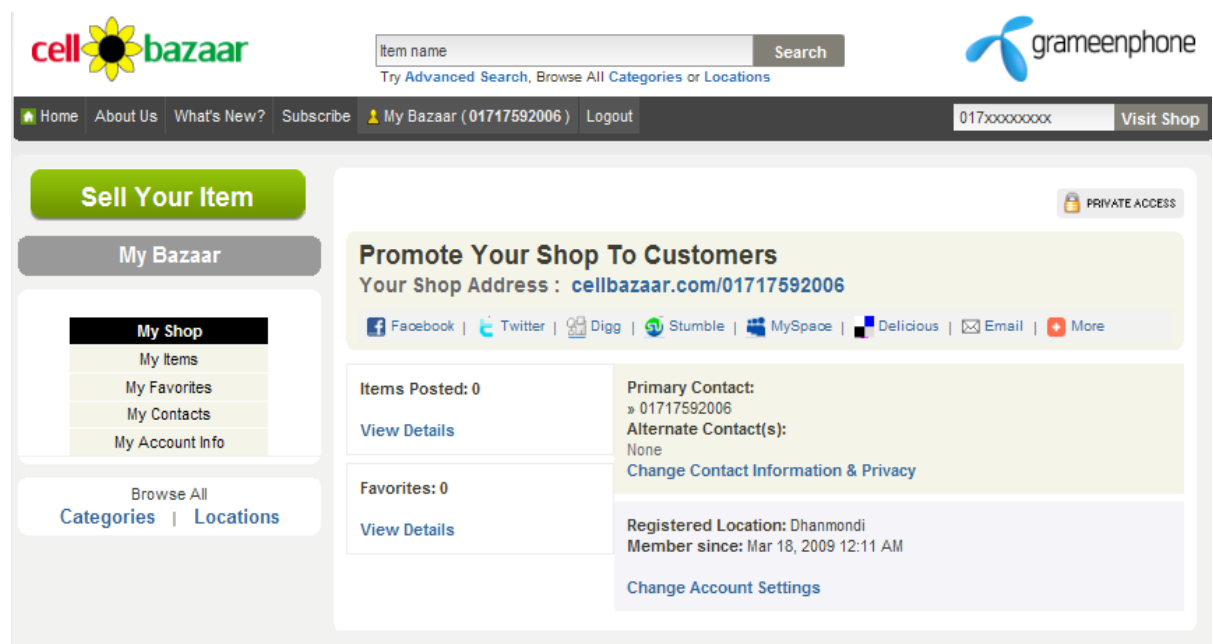 cell bazaar
Item name Search
Try Advanced Search, Browse All Categories or Locations
grameenphone
Home About Us What's New? Subscribe My Bazaar ( 01717592006 ) Logout 017xxxxxxxx Visit Shop
Sell Your Item
PRIVATE ACCESS
My Bazaar
My Shop
My Items
My Favorites
My Contacts
My Account Info
Browse All
Categories | Locations
Promote Your Shop To Customers
Your Shop Address : cellbazaar.com/01717592006
Facebook | Twitter | Digg | Stumble | MySpace | Delicious | Email | More
Items Posted: 0
View Details
Favorites: 0
View Details
Primary Contact:
» 01717592006
Alternate Contact(s):
None
Change Contact Information & Privacy
Registered Location: Dhanmondi
Member since: Mar 18, 2009 12:11 AM
Change Account Settings